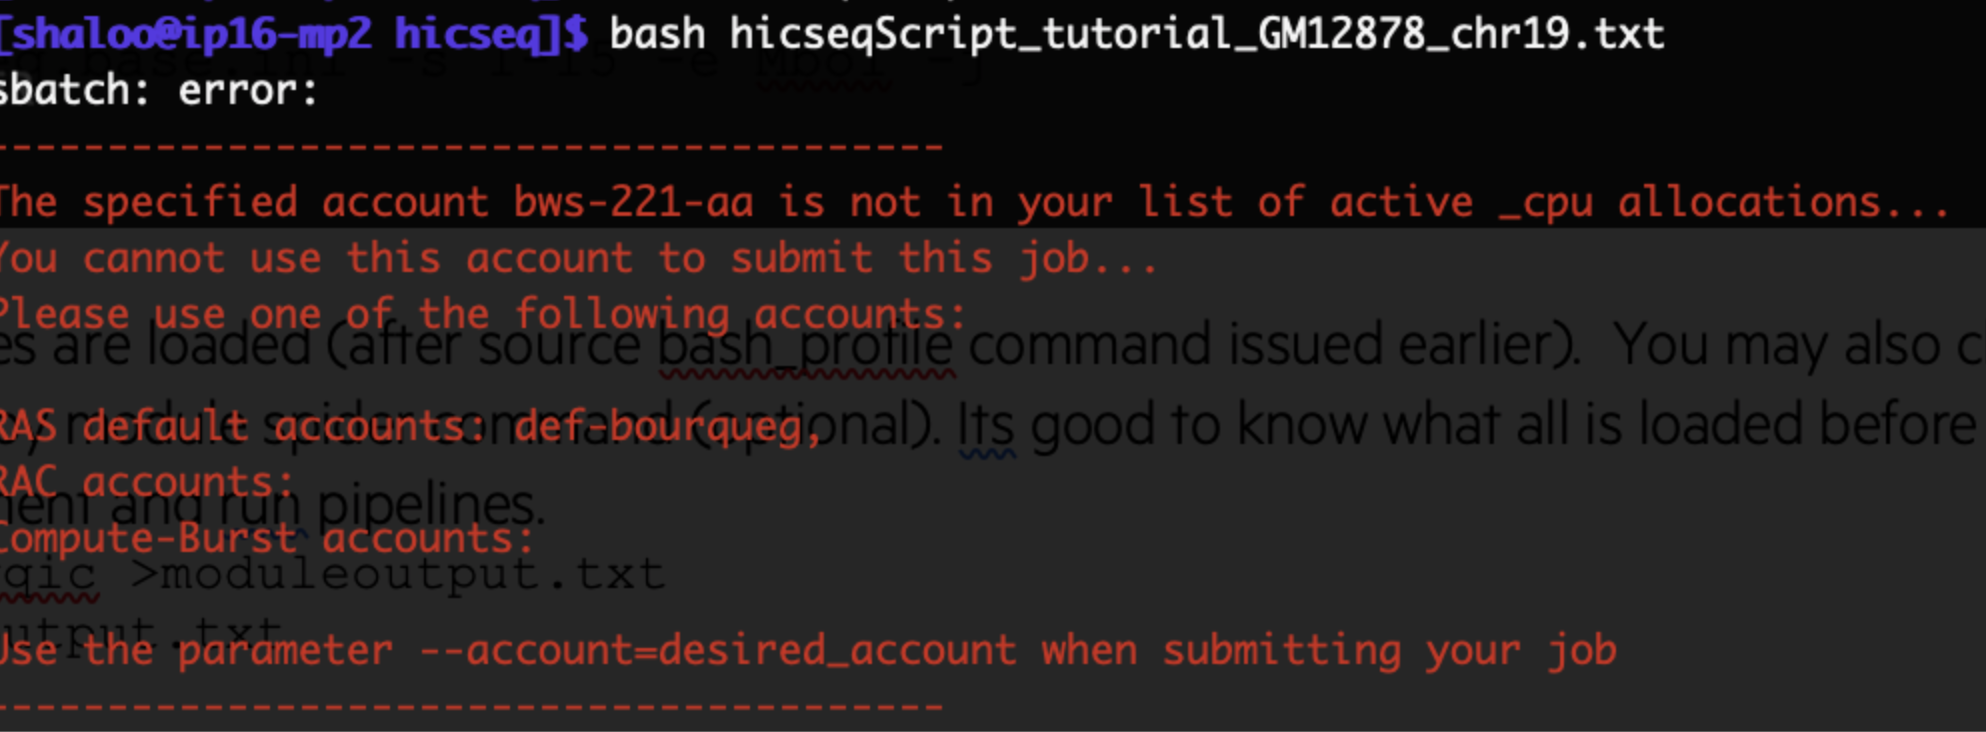 [shaloo@ip16-mp2 hicseq]$ bash hicseqScript_tutorial_GM12878_chr19.txt
sbatch: error:
----------------------------------------
The specified account bws-221-aa is not in your list of active _cpu allocations...
You cannot use this account to submit this job...
Please use one of the following accounts:
es are loaded (after source bash_profile command issued earlier). You may also c
RAS default accounts: def-bourqueg,
module spider command (optional). Its good to know what all is loaded before
RAC accounts:
ment and run pipelines.
Compute-Burst accounts:
>moduleoutput.txt
output.txt
Use the parameter --account=desired_account when submitting your job
----------------------------------------